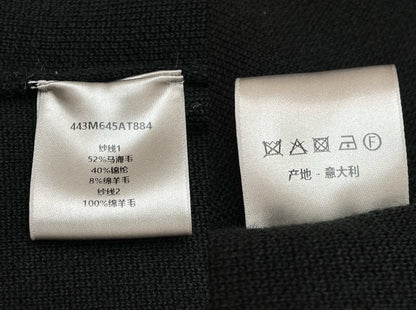 443M645AT884
纱线1
52%马海毛
40%锦纶
8%绵羊毛
纱线2
100%绵羊毛
F
产地·意大利